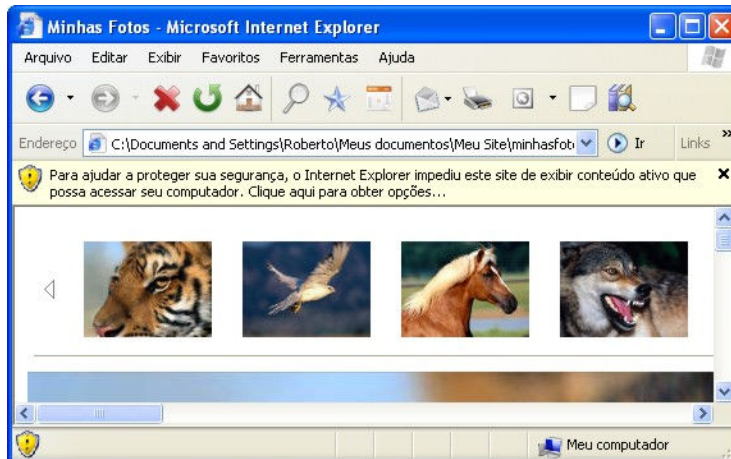 Minhas Fotos - Microsoft Internet Explorer
Arquivo Editar Exibir Favoritos Ferramentas Ajuda
Endereço C:\Documents and Settings\Roberto\Meus documentos\Meu Site\minhasfot Ir Links »
Para ajudar a proteger sua segurança, o Internet Explorer impediu este site de exibir conteúdo ativo que
possa acessar seu computador. Clique aqui para obter opções...
Meu computador